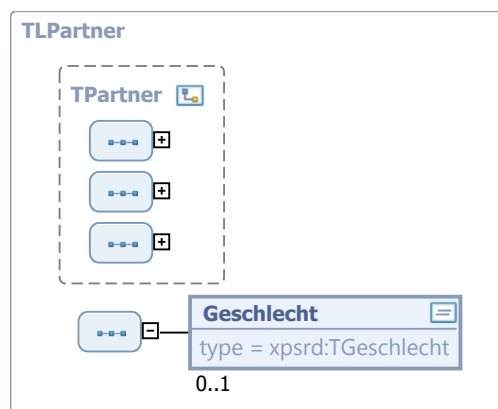 TLPartner
TPartner
Geschlecht
type = xpsrd:TGeschlecht
0..1